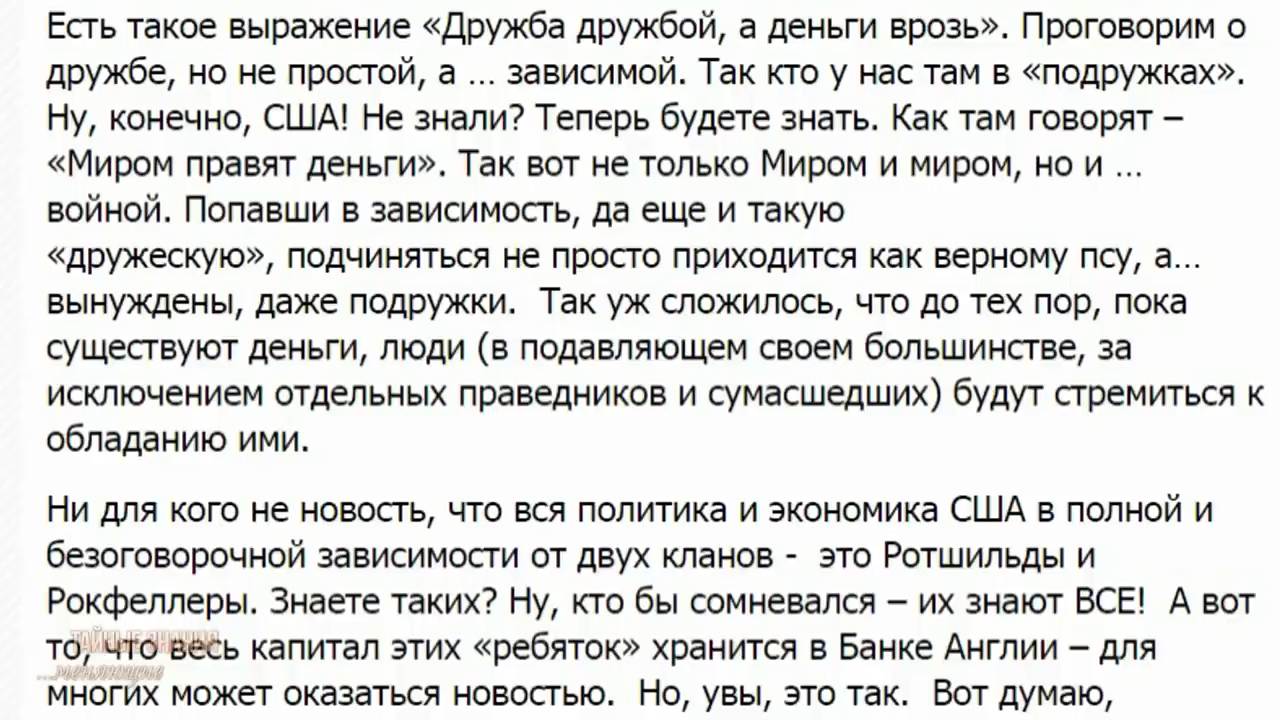 Есть такое выражение «Дружба дружбой, а деньги врозь». Проговорим о
дружбе, но не простой, а … зависимой. Так кто у нас там в «подружках».
Ну, конечно, США! Не знали? Теперь будете знать. Как там говорят –
«Миром правят деньги». Так вот не только Миром и миром, но и …
войной. Попавши в зависимость, да еще и такую
«дружескую», подчиняться не просто приходится как верному псу, а…
вынуждены, даже подружки.  Так уж сложилось, что до тех пор, пока
существуют деньги, люди (в подавляющем своем большинстве, за
исключением отдельных праведников и сумасшедших) будут стремиться к
обладанию ими.
Ни для кого не новость, что вся политика и экономика США в полной и
безоговорочной зависимости от двух кланов -  это Ротшильды и
Рокфеллеры. Знаете таких? Ну, кто бы сомневался – их знают ВСЕ!  А вот
то, что весь капитал этих «ребяток» хранится в Банке Англии – для
многих может оказаться новостью.  Но, увы, это так.  Вот думаю,
ТАЙНЫЕ ЗНАНИЯ
...меняющие